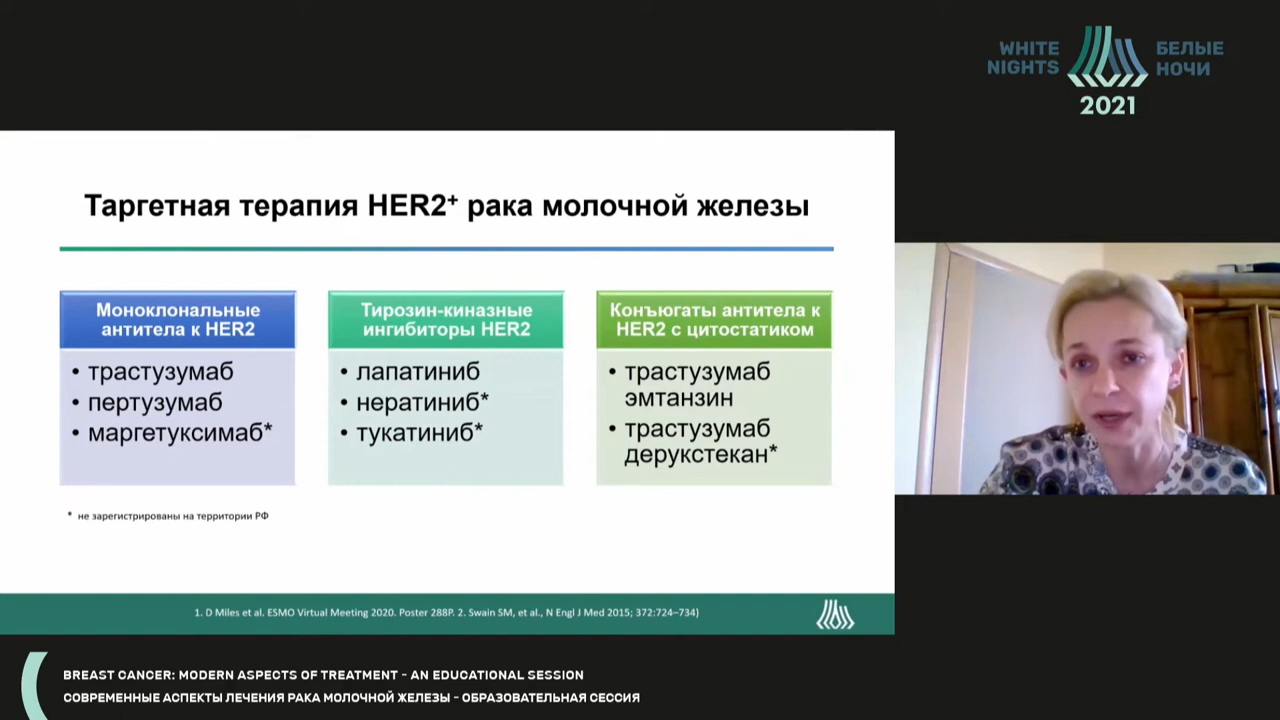 WHITE
NIGHTS
БЕЛЫЕ
НОЧИ
2021
Таргетная терапия HER2⁺ рака молочной железы
Моноклональные
антитела к HER2
• трастузумаб
• пертузумаб
• маргетуксимаб*
Тирозин-киназные
ингибиторы HER2
• лапатиниб
• нератиниб*
• тукатиниб*
Конъюгаты антитела к
HER2 с цитостатиком
• трастузумаб
эмтанзин
• трастузумаб
дерукстекан*
* не зарегистрированы на территории РФ
1. D Miles et al. ESMO Virtual Meeting 2020. Poster 288P. 2. Swain SM, et al., N Engl J Med 2015; 372:724–734)
BREAST CANCER: MODERN ASPECTS OF TREATMENT - AN EDUCATIONAL SESSION
СОВРЕМЕННЫЕ АСПЕКТЫ ЛЕЧЕНИЯ РАКА МОЛОЧНОЙ ЖЕЛЕЗЫ - ОБРАЗОВАТЕЛЬНАЯ СЕССИЯ